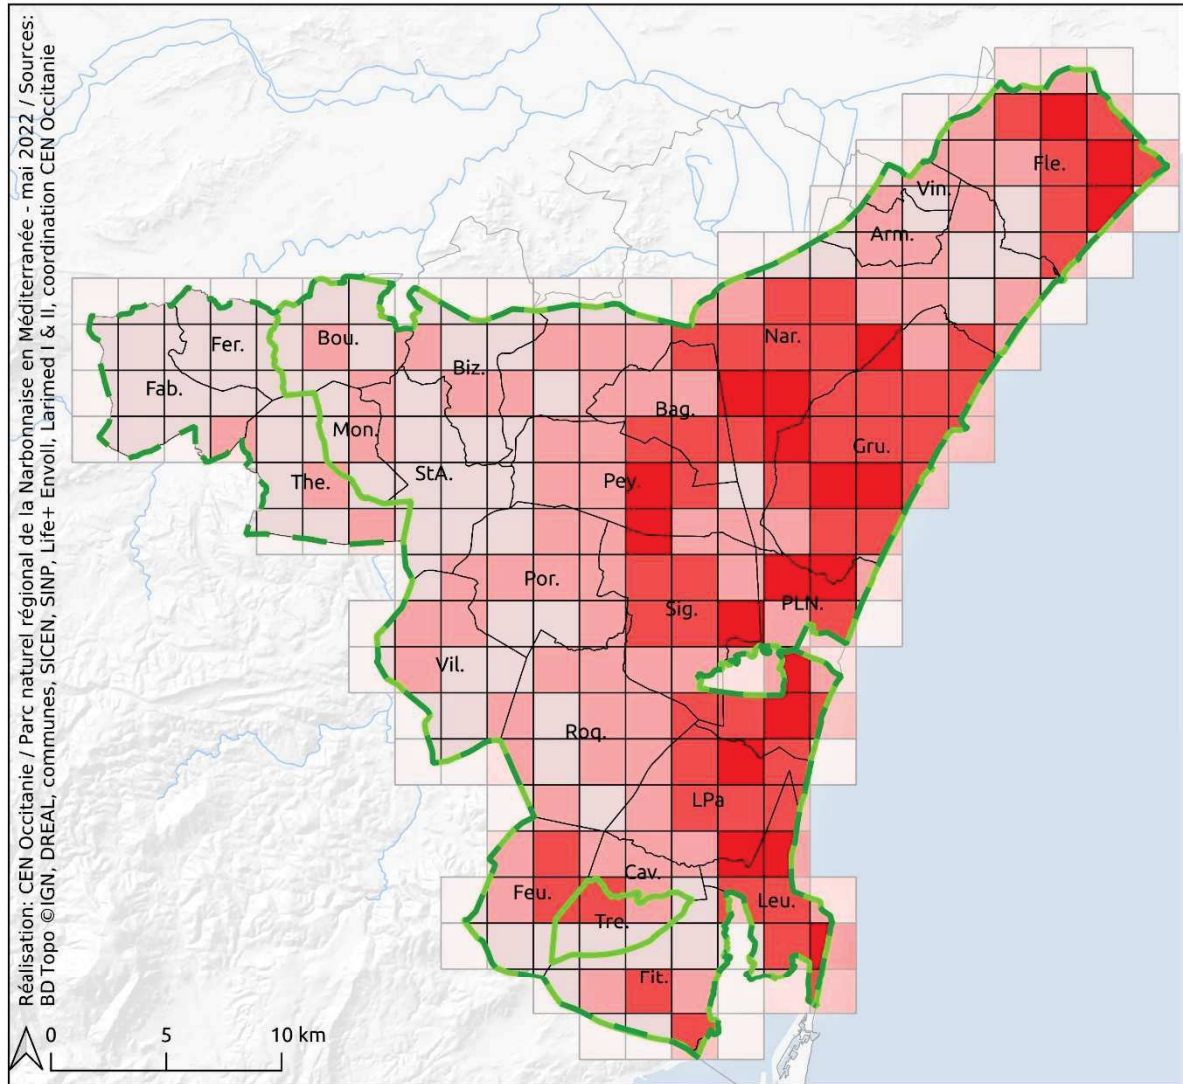 Réalisation: CEN Occitanie / Parc naturel régional de la Narbonnaise en Méditerranée - mai 2022 / Sources:
BD Topo ©IGN, DREAL, communes, SICEN, SINP, Life+ Envoll, Larimed I & II, coordination CEN Occitanie
Fle.
Vin.
Arm.
Nar.
Fer.
Bou.
Biz.
Fab.
Bag.
Mon.
Gru.
StA.
The.
Pey.
Por.
Sig.
PLN.
Vil.
Roq.
LPa
Cav.
Feu.
Leu.
Tre.
Fit.
0 5 10 km